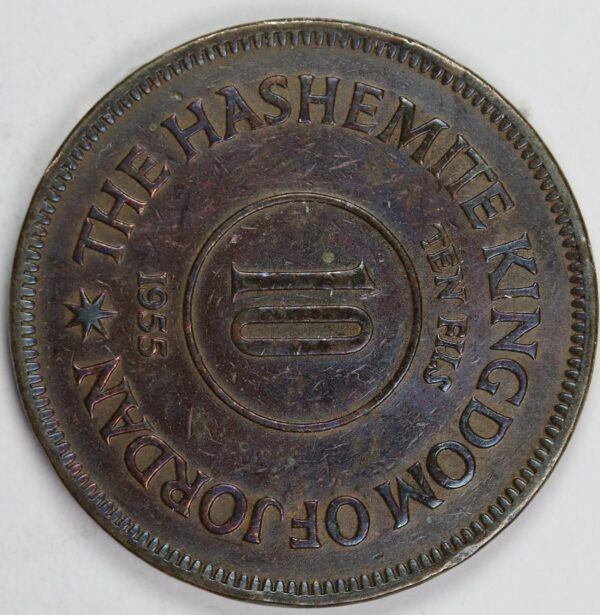 THE HASHEMITE KINGDOM OF JORDAN
TEN FILS
10
1955